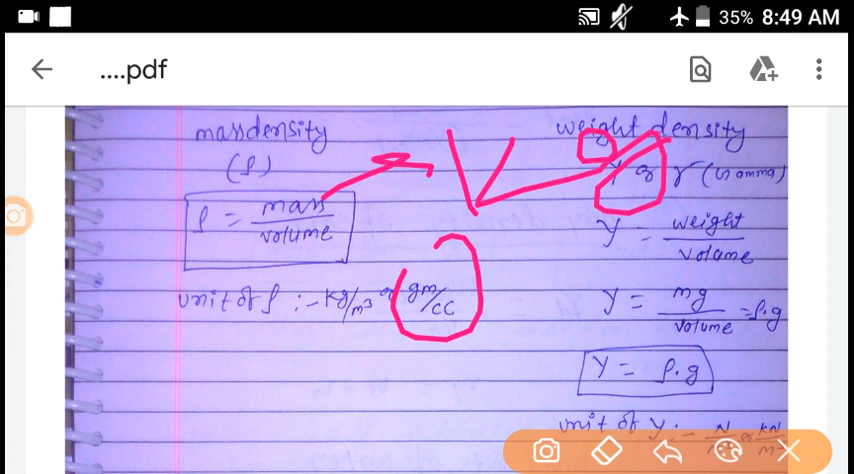 35% 8:49 AM
....pdf
mass density
(ρ)
ρ = mass / volume
unit of ρ :- kg/m³ or gm/cc
weight density
γ or γ (Gamma)
γ = weight / volume
γ = mg / volume = ρ.g
γ = ρ.g
unit of γ :- N